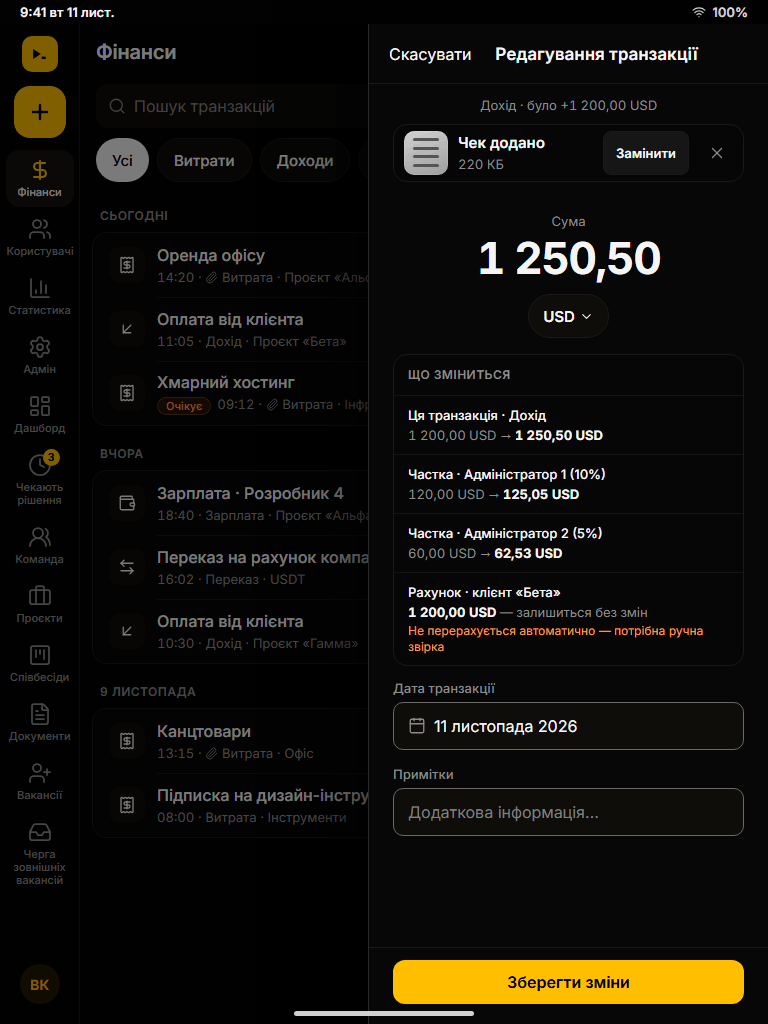 9:41 вт 11 лист.
100%
Фінанси
Користувачі
Статистика
Адмін
Дашборд
3
Чекають
рішення
Команда
Проєкти
Співбесіди
Документи
Вакансії
Черга
зовнішніх
вакансій
ВК
Фінанси
Пошук транзакцій
Усі
Витрати
Доходи
СЬОГОДНІ
Оренда офісу
14:20 · Витрата · Проєкт
Оплата від клієнта
11:05 · Дохід · Проєкт «Бета»
Хмарний хостинг
Очікує 09:12 · Витрата ·
ВЧОРА
Зарплата · Розробник 4
18:40 · Зарплата · Проєкт
Переказ на рахунок
16:02 · Переказ · USDT
Оплата від клієнта
10:30 · Дохід · Проєкт «Гамма»
9 ЛИСТОПАДА
Канцтовари
13:15 · Витрата · Офіс
Підписка на
08:00 · Витрата · Інструменти
Скасувати
Редагування транзакції
Дохід · було +1 200,00 USD
Чек додано
220 КБ
Замінити
Сума
1 250,50
USD
ЩО ЗМІНИТЬСЯ
Ця транзакція · Дохід
1 200,00 USD → 1 250,50 USD
Частка · Адміністратор 1 (10%)
120,00 USD → 125,05 USD
Частка · Адміністратор 2 (5%)
60,00 USD → 62,53 USD
Рахунок · клієнт «Бета»
1 200,00 USD — залишиться без змін
Не перерахується автоматично — потрібна ручна
звірка
Дата транзакції
11 листопада 2026
Примітки
Додаткова інформація...
Зберегти зміни